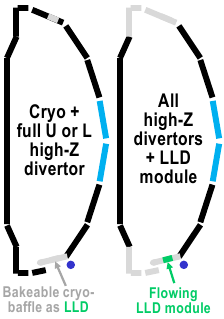 Cryo +
full U or L
high-Z
divertor
All
high-Z
divertors
+ LLD
module
Bakeable cryo-
baffle as LLD
Flowing
LLD module